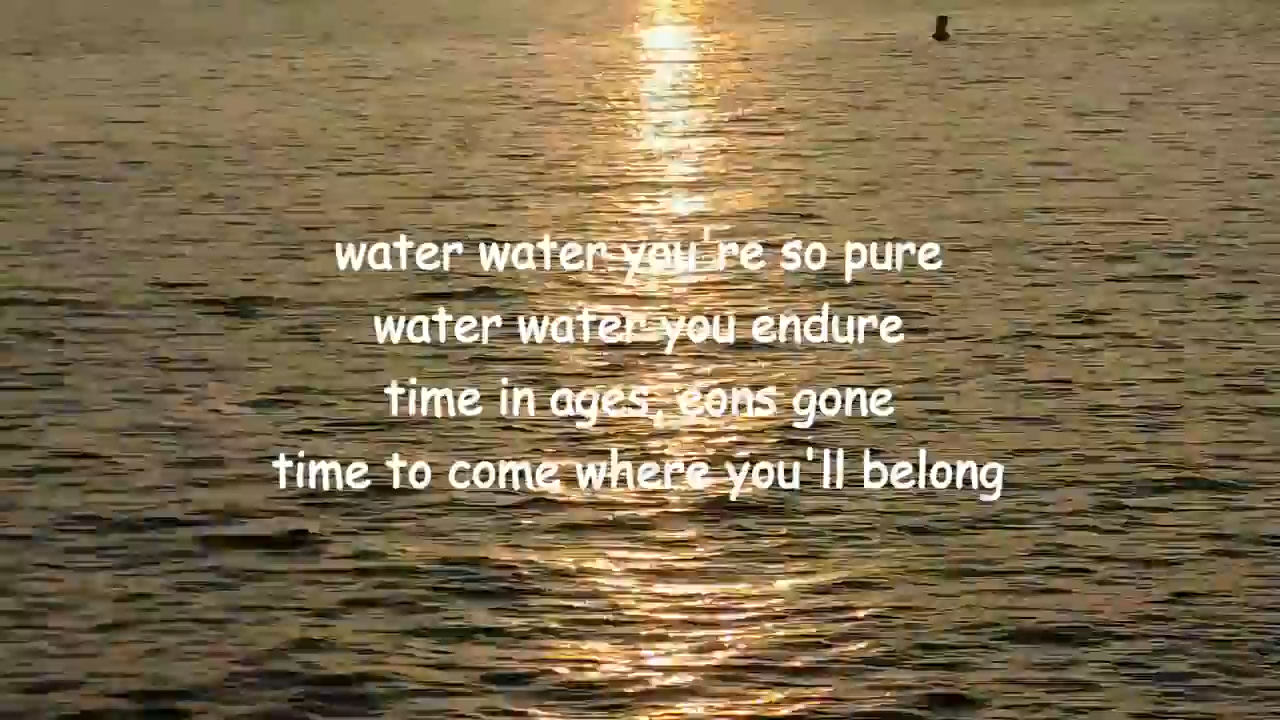 water water you're so pure
water water you endure
time in ages, eons gone
time to come where you'll belong